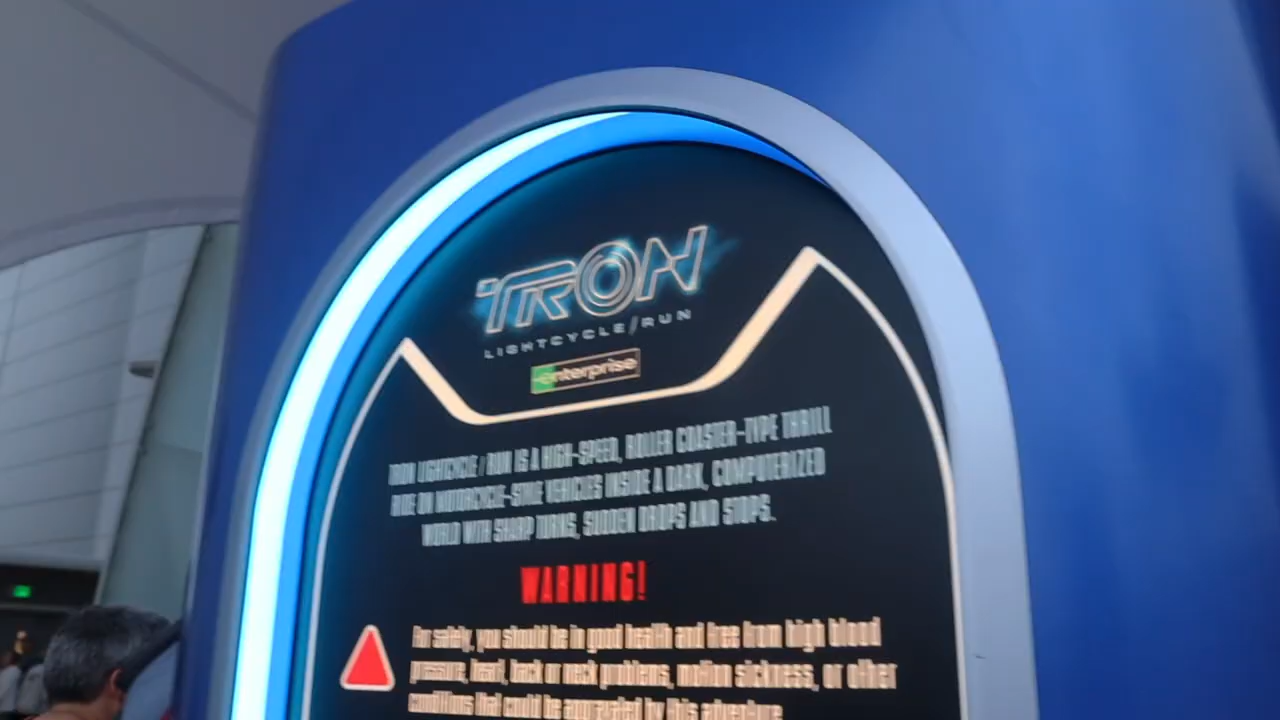 TRON
LIGHTCYCLE/RUN
enterprise
TRON LIGHTCYCLE / RUN IS A HIGH-SPEED, ROLLER COASTER-TYPE THRILL
RIDE ON MOTORCYCLE-STYLE VEHICLES INSIDE A DARK, COMPUTERIZED
WORLD WITH SHARP TURNS, SUDDEN DROPS AND STOPS.
WARNING!
For safety, you should be in good health and free from high blood
pressure, heart, back or neck problems, motion sickness, or other
conditions that could be aggravated by this adventure